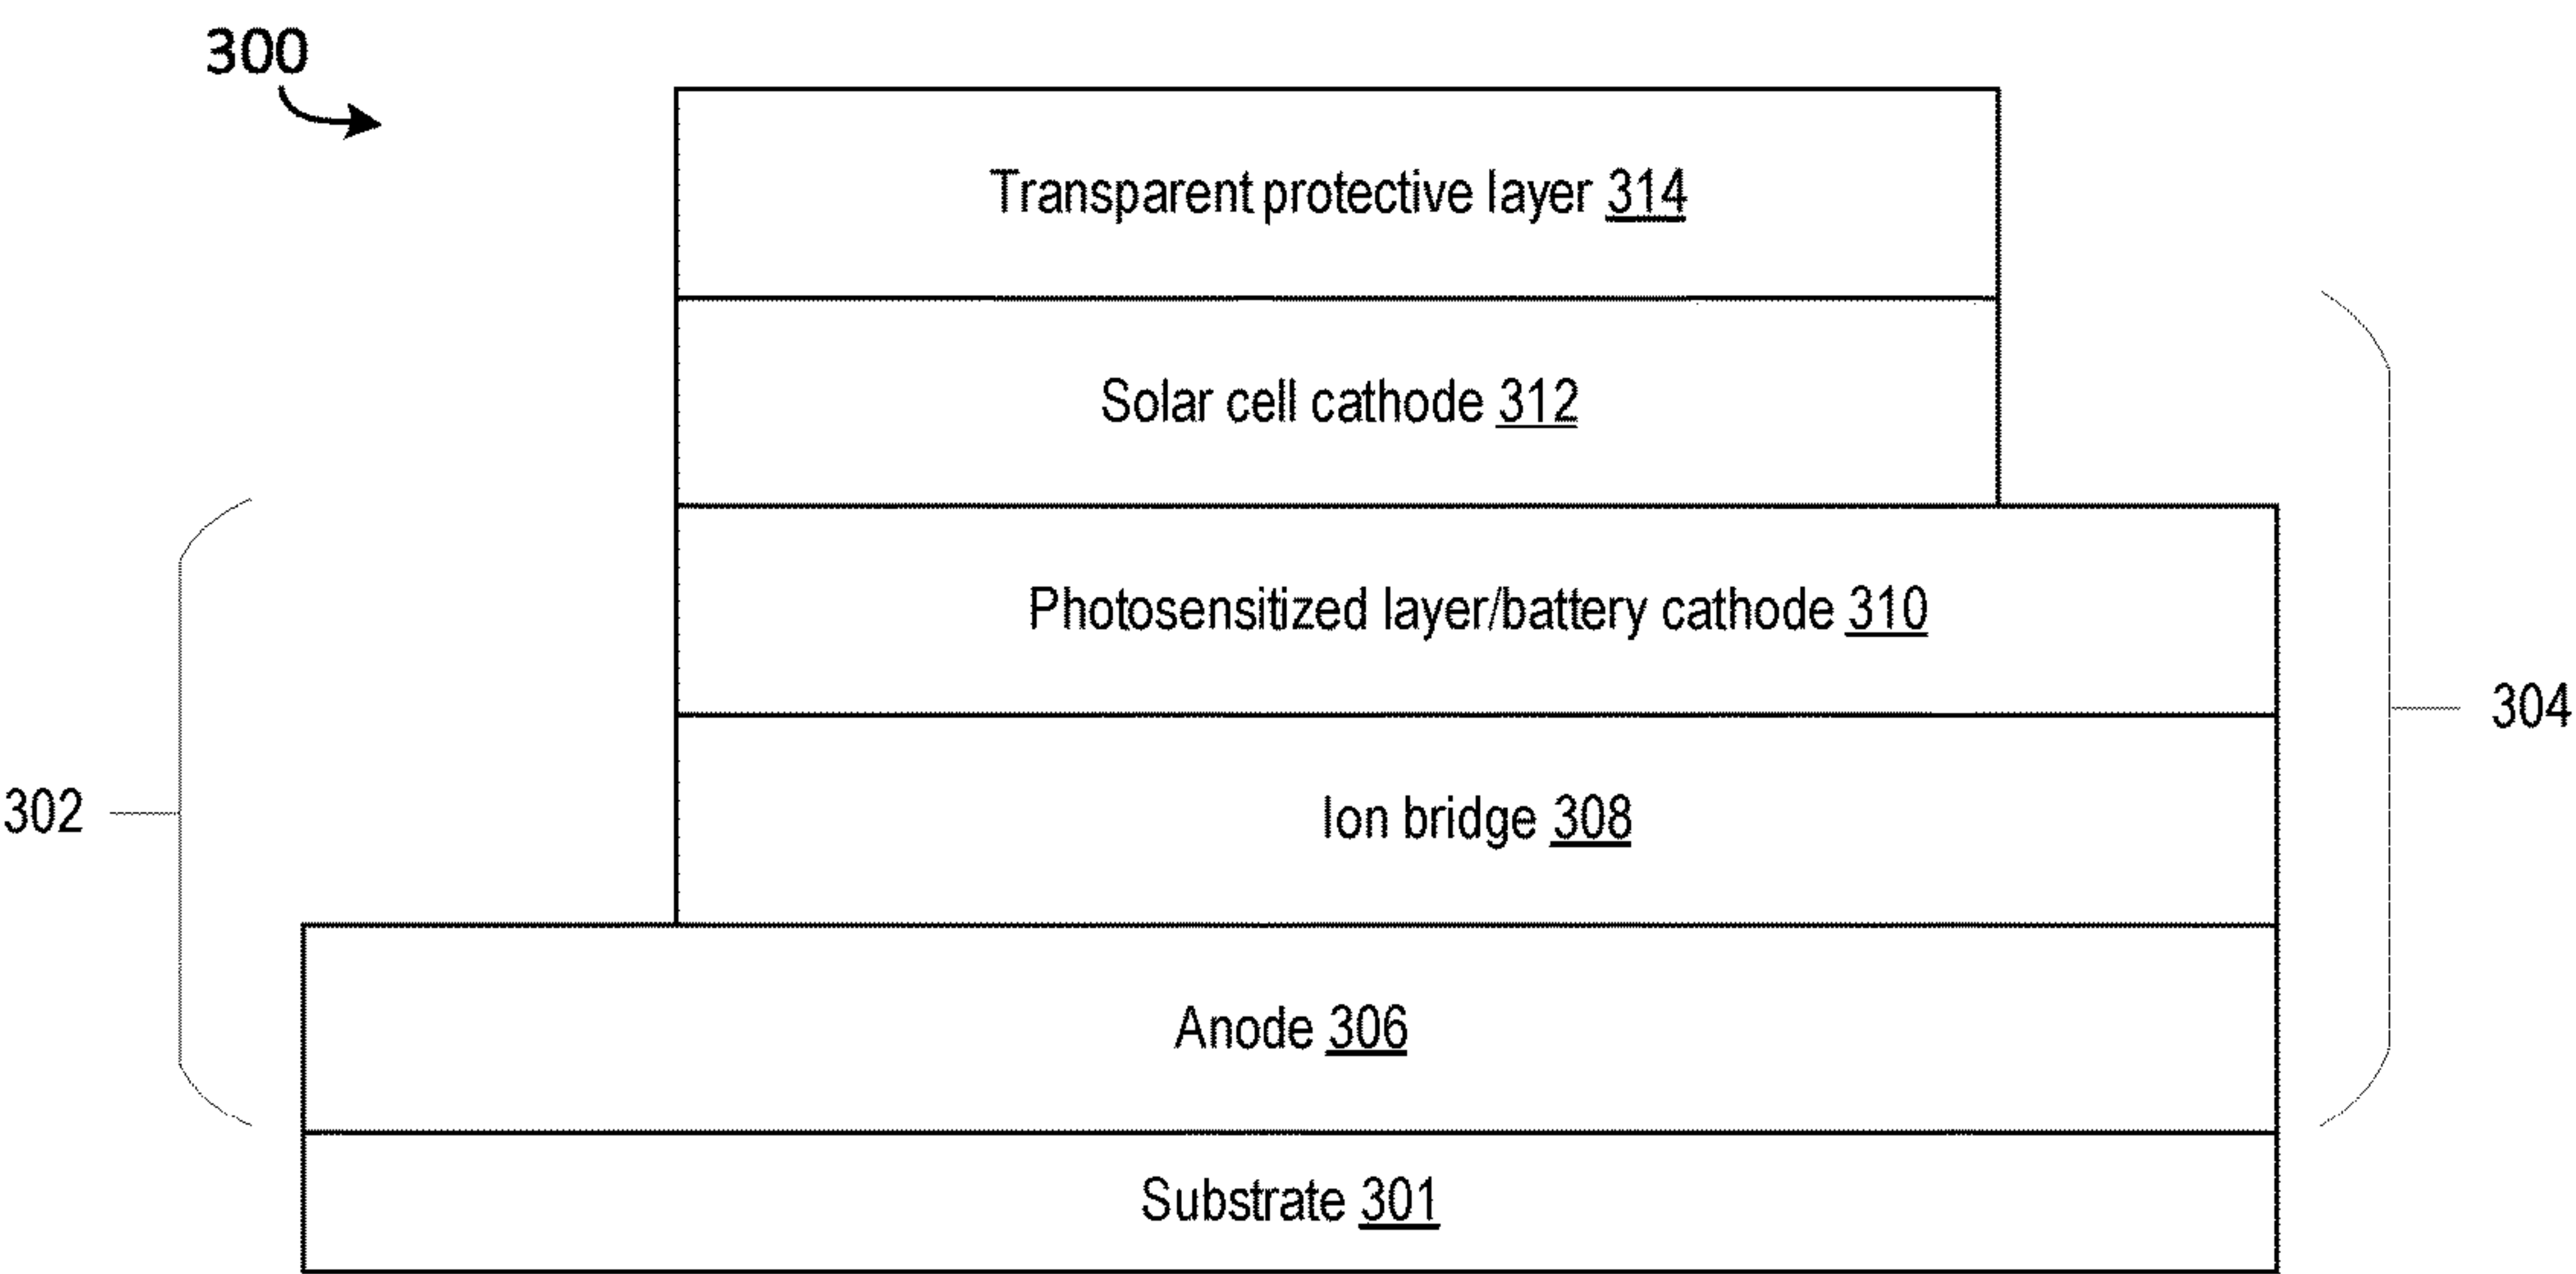 300
Transparent protective layer 314
Solar cell cathode 312
Photosensitized layer/battery cathode 310
304
Ion bridge 308
302
Anode 306
Substrate 301